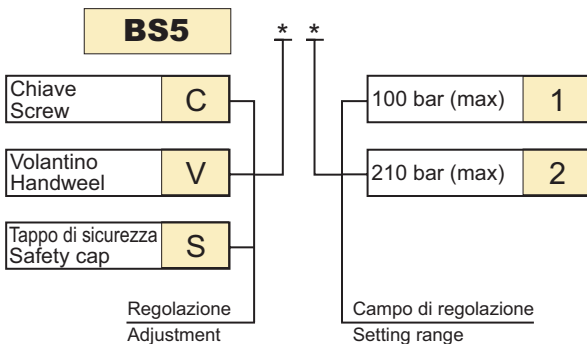 BS5 * *
Chiave
Screw
C
Volantino
Handweel
V
Tappo di sicurezza
Safety cap
S
100 bar (max) 1
210 bar (max) 2
Regolazione
Adjustment
Campo di regolazione
Setting range